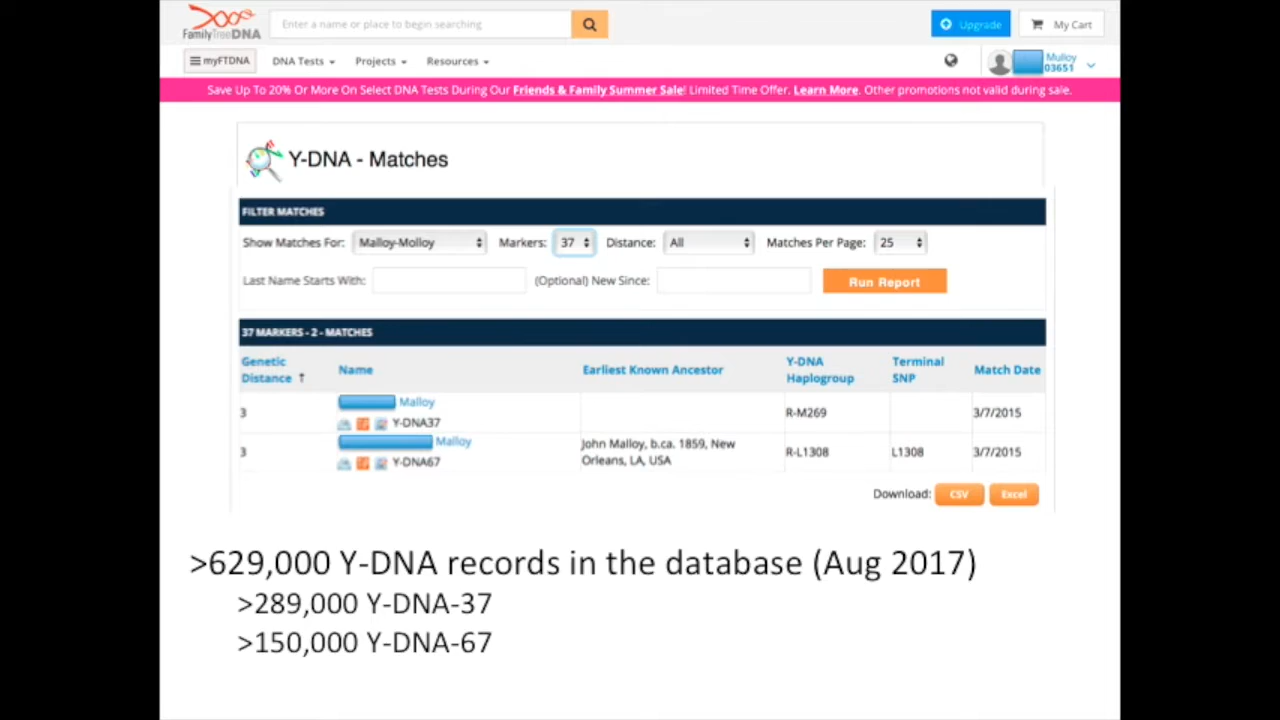 FamilyTreeDNA
Enter a name or place to begin searching
Upgrade
My Cart
myFTDNA
DNA Tests
Projects
Resources
Mulloy
03651
Save Up To 20% Or More On Select DNA Tests During Our Friends & Family Summer Sale! Limited Time Offer. Learn More. Other promotions not valid during sale.
Y-DNA - Matches
FILTER MATCHES
Show Matches For: Malloy-Molloy Markers: 37 Distance: All Matches Per Page: 25
Last Name Starts With: (Optional) New Since: Run Report
37 MARKERS - 2 - MATCHES
Genetic Distance ↑ Name Earliest Known Ancestor Y-DNA Haplogroup Terminal SNP Match Date
3 Malloy R-M269 3/7/2015
Y-DNA37
3 Malloy John Malloy, b.ca. 1859, New R-L1308 L1308 3/7/2015
Y-DNA67 Orleans, LA, USA
Download: CSV Excel
>629,000 Y-DNA records in the database (Aug 2017)
>289,000 Y-DNA-37
>150,000 Y-DNA-67